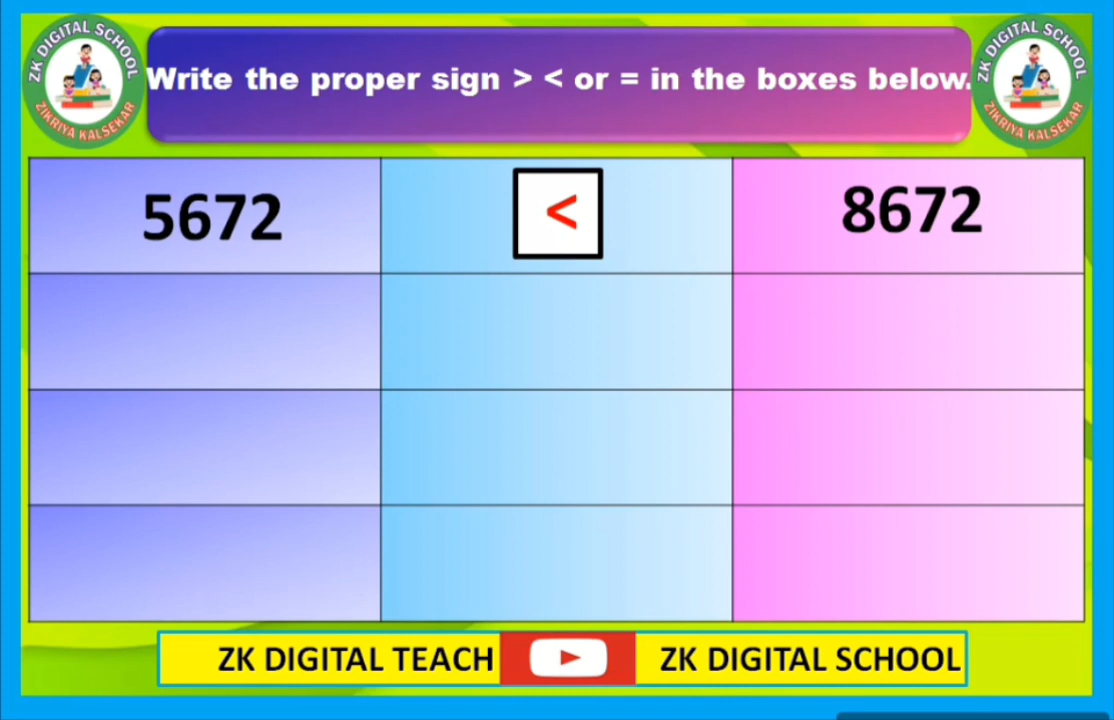 ZK DIGITAL SCHOOL
ZIKRIYA KALSEKAR
Write the proper sign > < or = in the boxes below.
ZK DIGITAL SCHOOL
ZIKRIYA KALSEKAR
5672 < 8672
ZK DIGITAL TEACH ZK DIGITAL SCHOOL